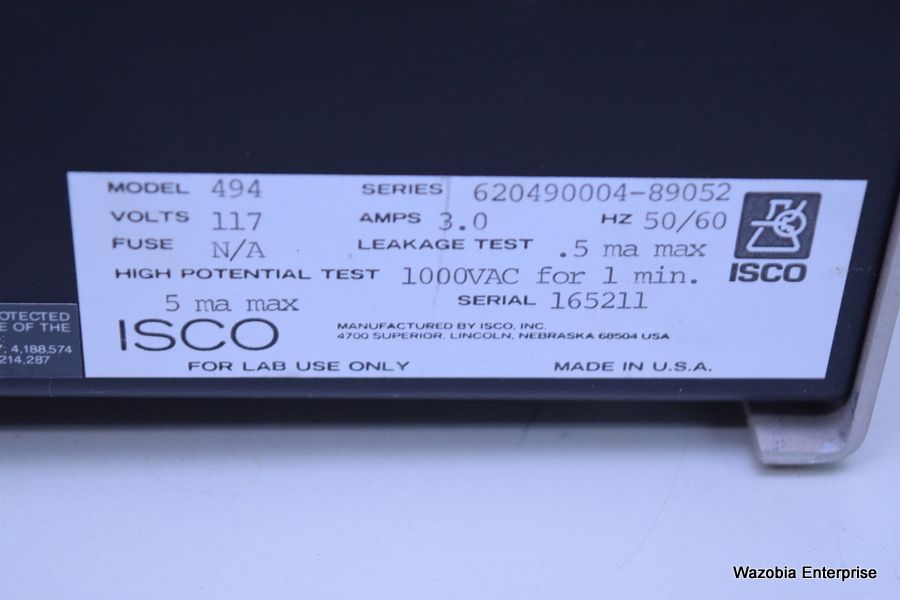 MODEL 494 SERIES 620490004-89052
VOLTS 117 AMPS 3.0 HZ 50/60
FUSE N/A LEAKAGE TEST .5 ma max
HIGH POTENTIAL TEST 1000VAC for 1 min.
5 ma max SERIAL 165211
ISCO
ISCO MANUFACTURED BY ISCO, INC.
4700 SUPERIOR, LINCOLN, NEBRASKA 68504 USA
FOR LAB USE ONLY MADE IN U.S.A.
OTECTED
E OF THE
4,188,574
214,287
Wazobia Enterprise